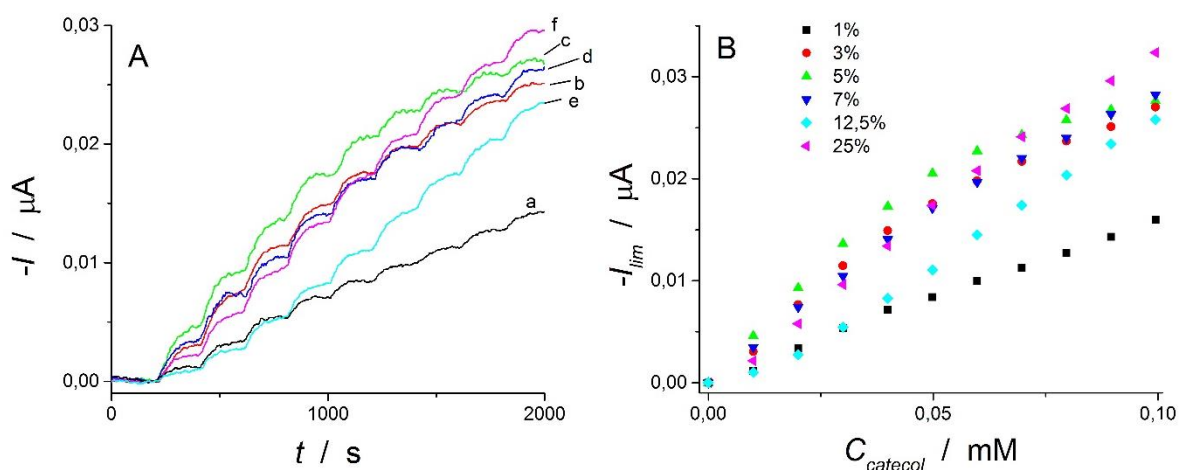 A
-I / μA
0,03
0,02
0,01
0,00
0
1000
2000
t / s
f
c
d
b
e
a
B
-I_lim / μA
1%
3%
5%
7%
12,5%
25%
0,03
0,02
0,01
0,00
0,00
0,05
0,10
C_catecol / mM